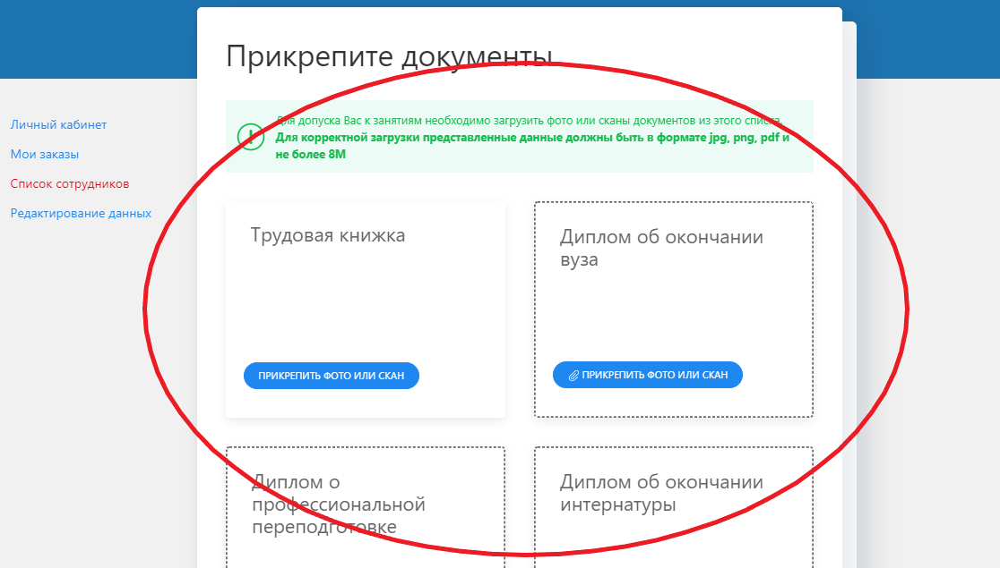 Прикрепите документы
Для допуска Вас к занятиям необходимо загрузить фото или сканы документов из этого списка.
Для корректной загрузки представленные данные должны быть в формате jpg, png, pdf и
не более 8М
Личный кабинет
Мои заказы
Список сотрудников
Редактирование данных
Трудовая книжка
ПРИКРЕПИТЬ ФОТО ИЛИ СКАН
Диплом об окончании
вуза
ПРИКРЕПИТЬ ФОТО ИЛИ СКАН
Диплом о
профессиональной
переподготовке
Диплом об окончании
интернатуры